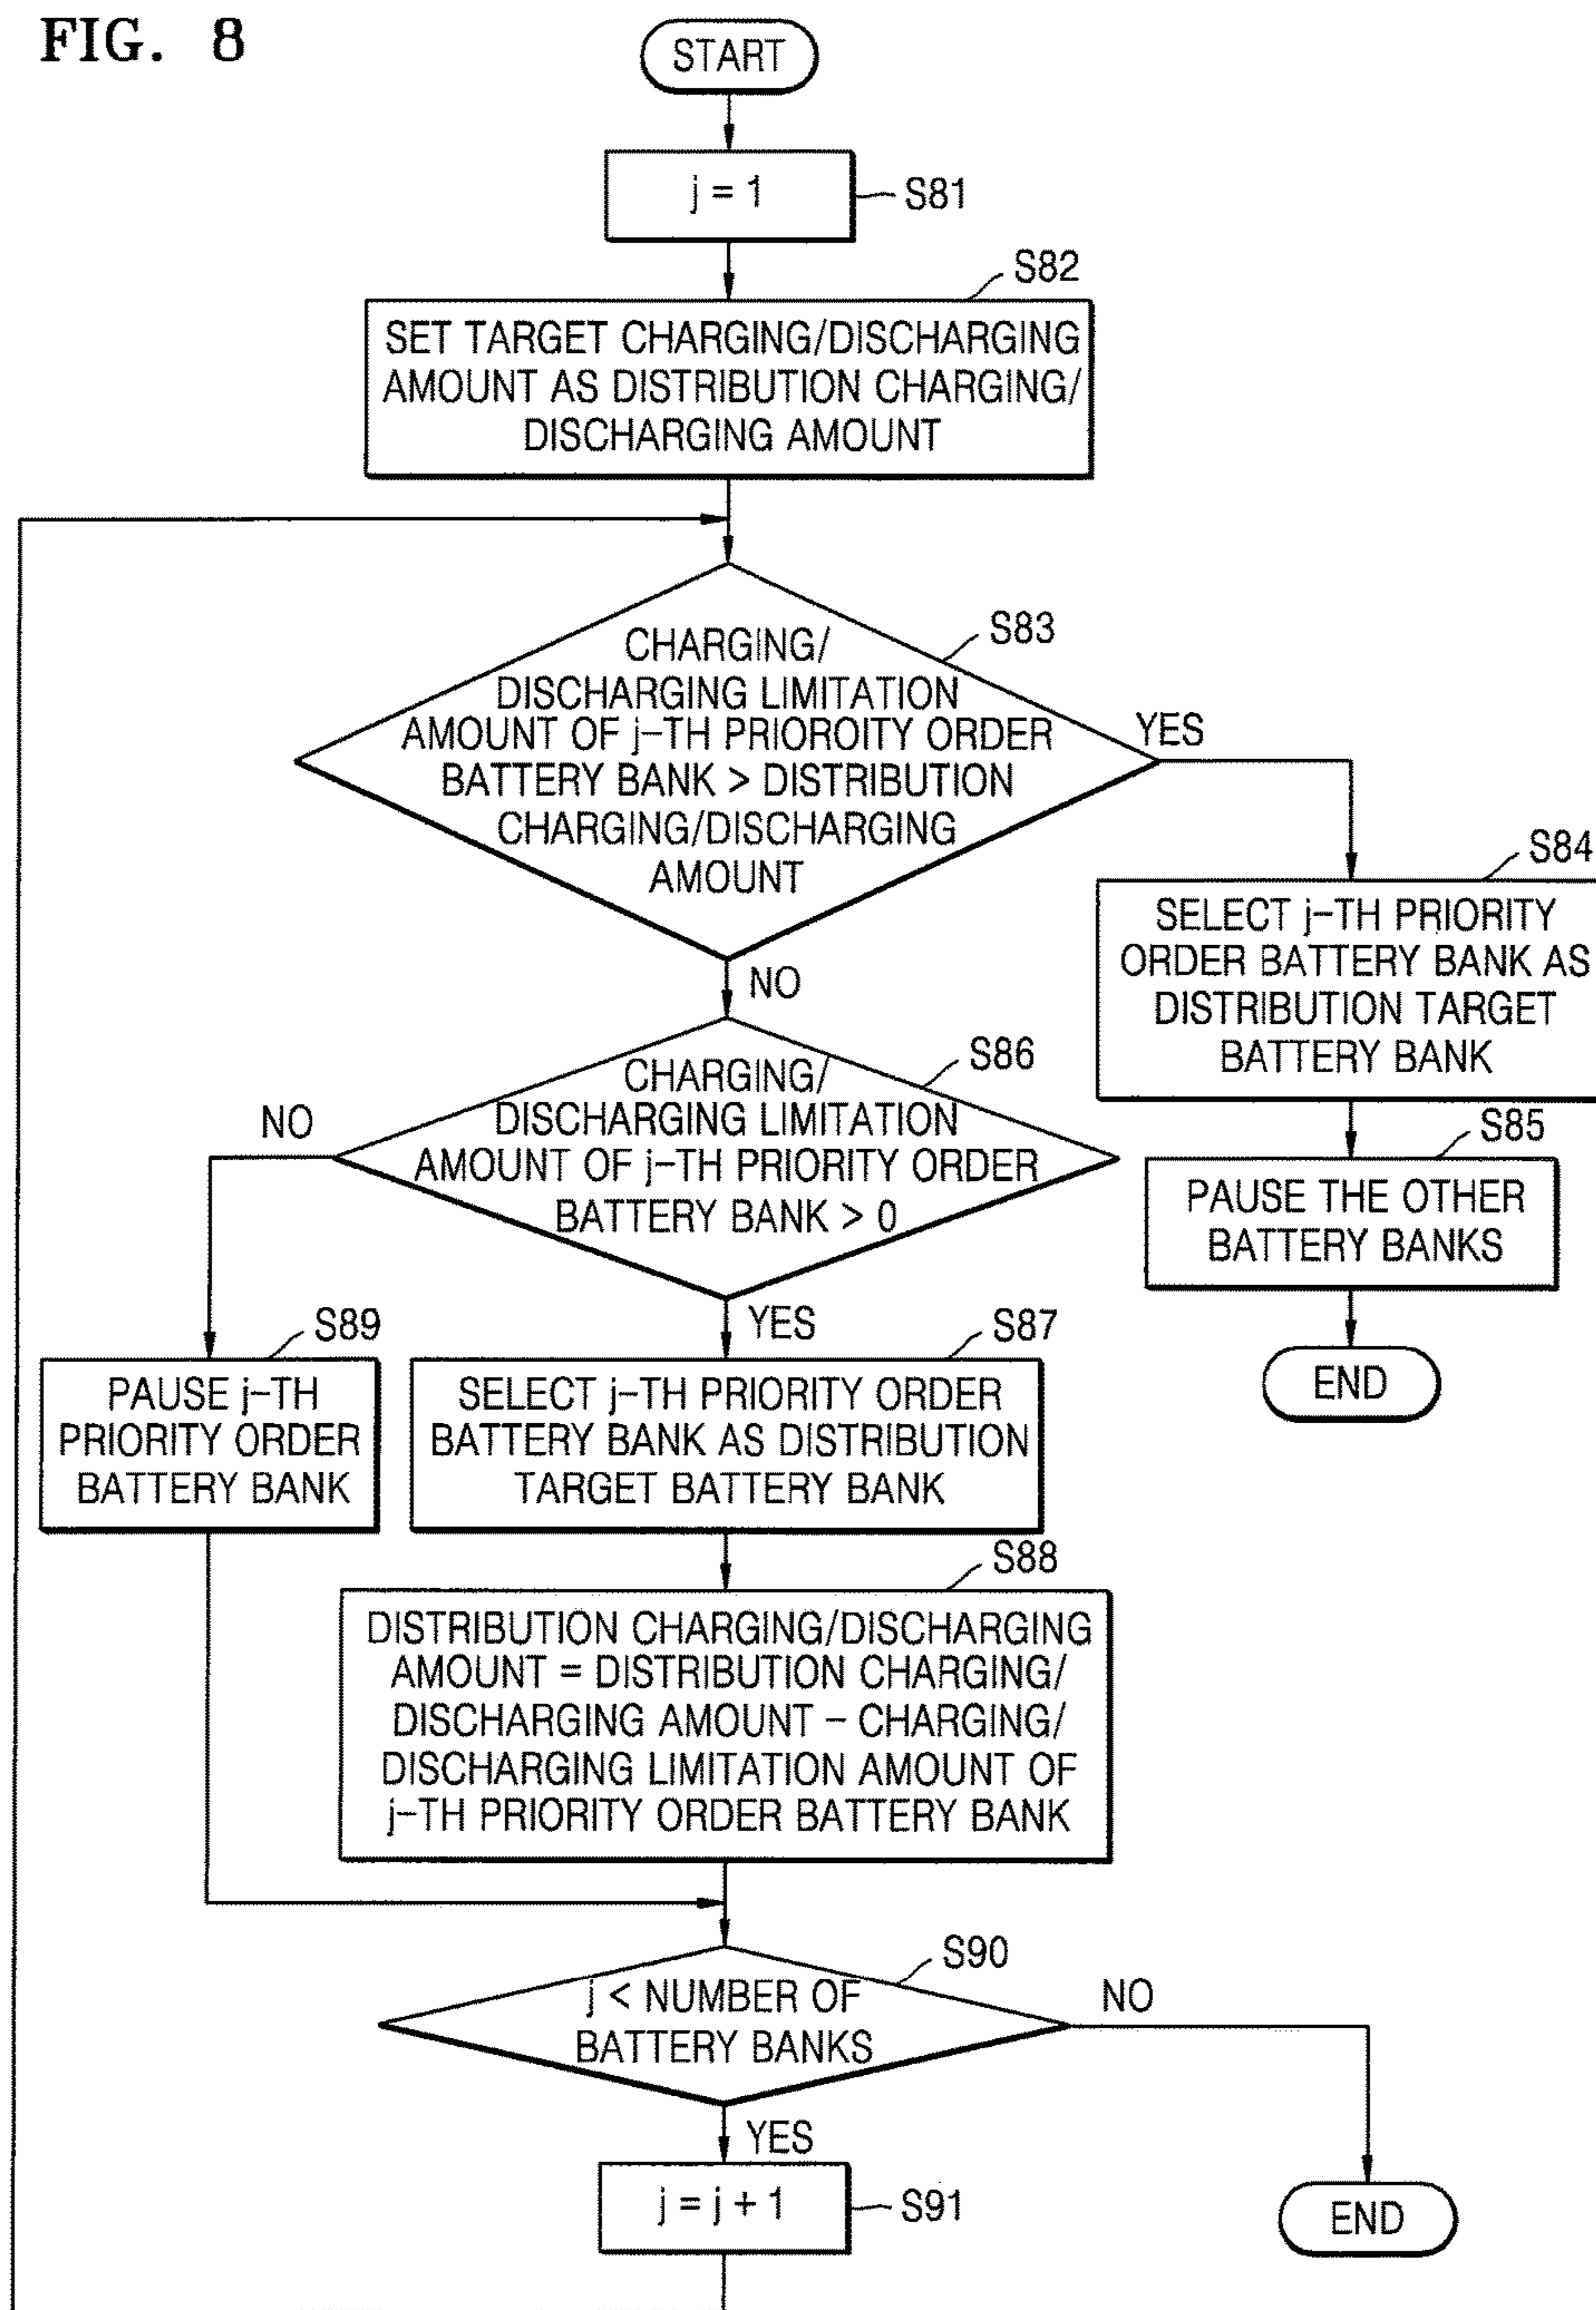 FIG. 8
START
j = 1
S81
S82
SET TARGET CHARGING/DISCHARGING
AMOUNT AS DISTRIBUTION CHARGING/
DISCHARGING AMOUNT
S83
CHARGING/
DISCHARGING LIMITATION
AMOUNT OF j-TH PRIOROITY ORDER
BATTERY BANK > DISTRIBUTION
CHARGING/DISCHARGING
AMOUNT
YES
NO
S84
SELECT j-TH PRIORITY
ORDER BATTERY BANK AS
DISTRIBUTION TARGET
BATTERY BANK
S85
PAUSE THE OTHER
BATTERY BANKS
END
S86
CHARGING/
DISCHARGING LIMITATION
AMOUNT OF j-TH PRIORITY ORDER
BATTERY BANK > 0
NO
YES
S89
PAUSE j-TH
PRIORITY ORDER
BATTERY BANK
S87
SELECT j-TH PRIORITY ORDER
BATTERY BANK AS DISTRIBUTION
TARGET BATTERY BANK
S88
DISTRIBUTION CHARGING/DISCHARGING
AMOUNT = DISTRIBUTION CHARGING/
DISCHARGING AMOUNT - CHARGING/
DISCHARGING LIMITATION AMOUNT OF
j-TH PRIORITY ORDER BATTERY BANK
S90
j < NUMBER OF
BATTERY BANKS
NO
YES
j = j + 1
S91
END